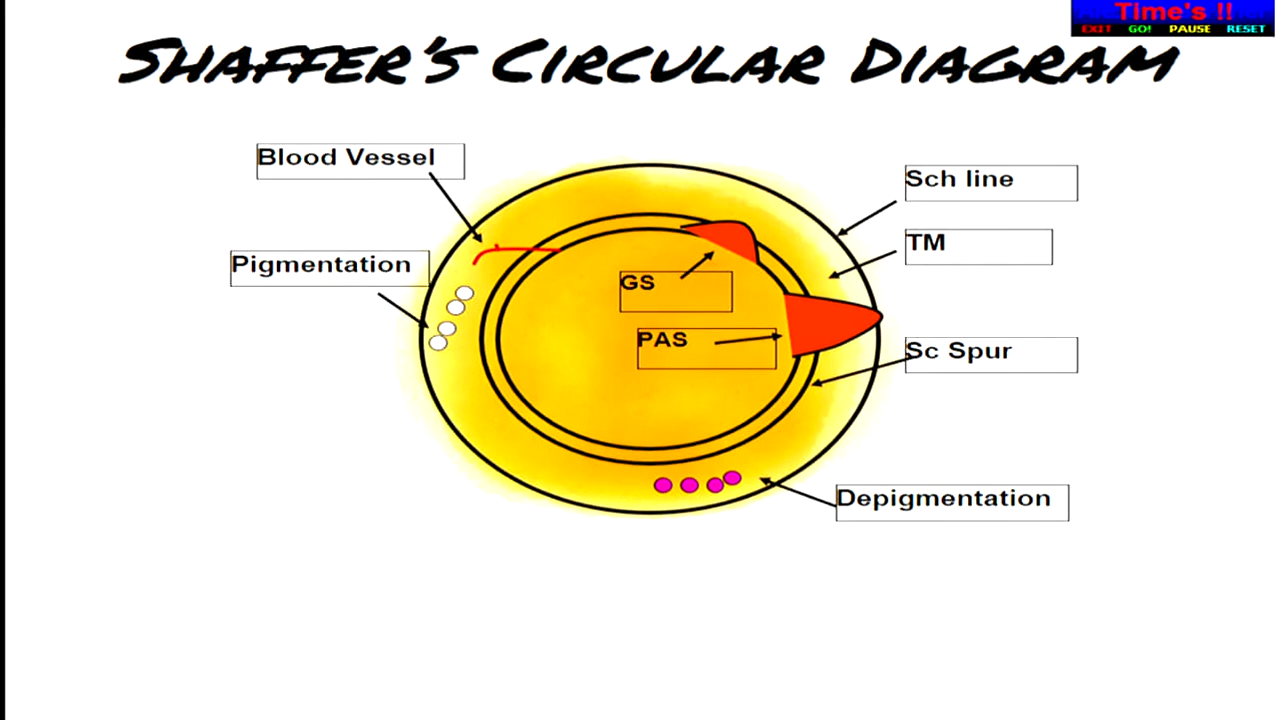 Time's !!
EXIT GO! PAUSE RESET
SHAFFER'S CIRCULAR DIAGRAM
Blood Vessel
Sch line
TM
Pigmentation
GS
PAS
Sc Spur
Depigmentation